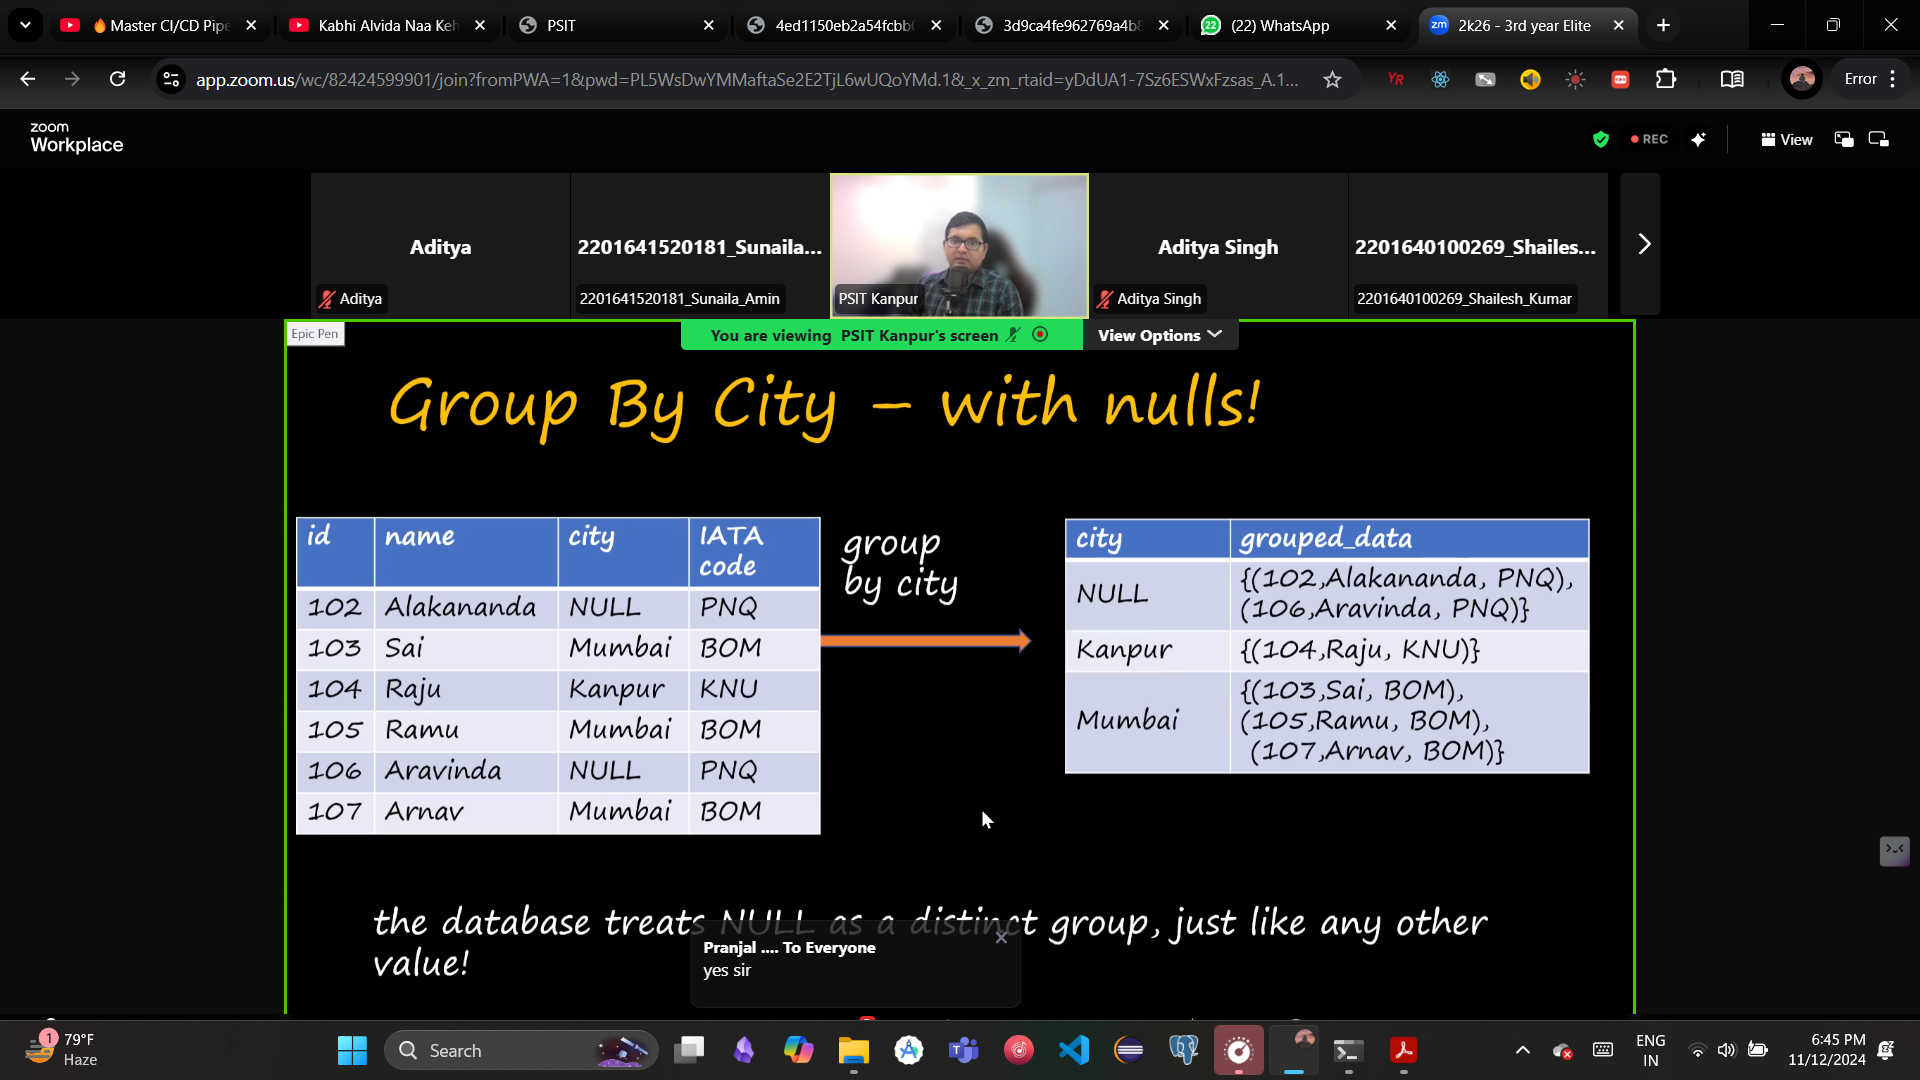 🔥 Master CI/CD Pipe
Kabhi Alvida Naa Keh
PSIT
4ed1150eb2a54fcbb
3d9ca4fe962769a4b
(22) WhatsApp
2k26 - 3rd year Elite
app.zoom.us/wc/82424599901/join?fromPWA=1&pwd=PL5WsDwYMMaftaSe2E2TjL6wUQoYMd.1&_x_zm_rtaid=yDdUA1-7Sz6ESWxFzsas_A.1...
YR
Error
zoom
Workplace
REC
View
Aditya
2201641520181_Sunaila...
Aditya Singh
2201640100269_Shailes...
Aditya
2201641520181_Sunaila_Amin
PSIT Kanpur
Aditya Singh
2201640100269_Shailesh_Kumar
Epic Pen
You are viewing PSIT Kanpur's screen
View Options
Group By City – with nulls!
id name city IATA code
102 Alakananda NULL PNQ
103 Sai Mumbai BOM
104 Raju Kanpur KNU
105 Ramu Mumbai BOM
106 Aravinda NULL PNQ
107 Arnav Mumbai BOM
group
by city
city grouped_data
NULL {(102,Alakananda, PNQ),
(106,Aravinda, PNQ)}
Kanpur {(104,Raju, KNU)}
Mumbai {(103,Sai, BOM),
(105,Ramu, BOM),
(107,Arnav, BOM)}
the database treats NULL as a distinct group, just like any other
value!
Pranjal .... To Everyone
yes sir
1
79°F
Haze
Search
ENG
IN
6:45 PM
11/12/2024